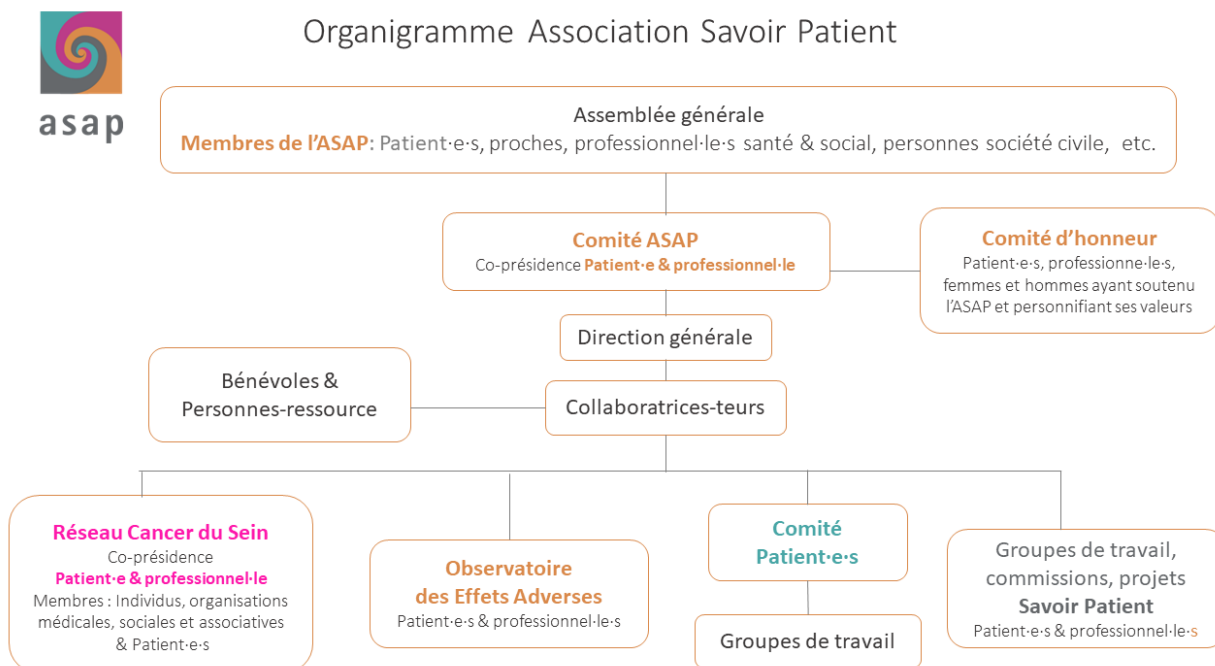 Organigramme Association Savoir Patient
asap
Assemblée générale
Membres de l'ASAP: Patient·e·s, proches, professionnel·le·s santé & social, personnes société civile, etc.
Comité ASAP
Co-présidence Patient·e & professionnel·le
Comité d'honneur
Patient·e·s, professionne·le·s,
femmes et hommes ayant soutenu
l'ASAP et personnifiant ses valeurs
Direction générale
Bénévoles &
Personnes-ressource
Collaboratrices-teurs
Réseau Cancer du Sein
Co-présidence
Patient·e & professionnel·le
Membres : Individus, organisations
médicales, sociales et associatives
& Patient·e·s
Observatoire
des Effets Adverses
Patient·e·s & professionnel·le·s
Comité
Patient·e·s
Groupes de travail
Groupes de travail,
commissions, projets
Savoir Patient
Patient·e·s & professionnel·le·s